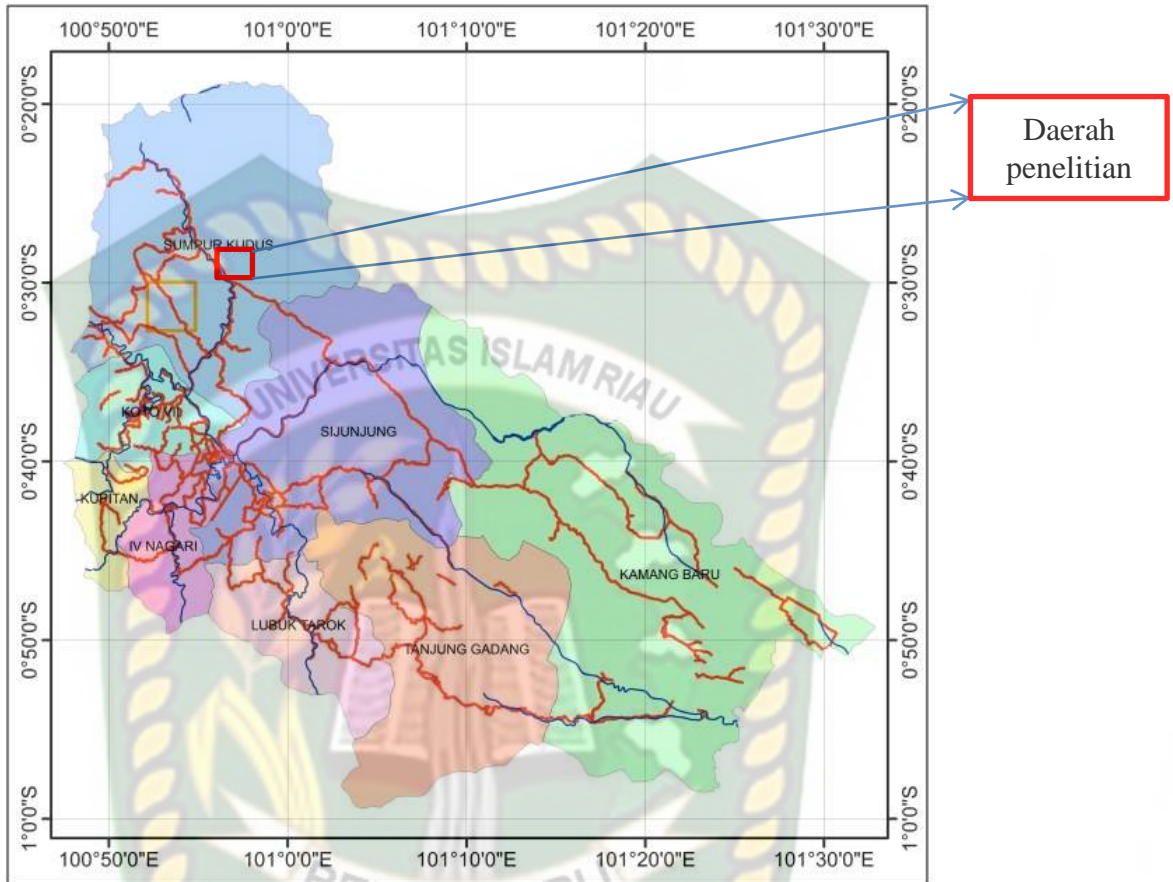 100°50'0"E 101°0'0"E 101°10'0"E 101°20'0"E 101°30'0"E
0°20'0"S 0°20'0"S
Daerah
penelitian
SUMPUR KUDUS
0°30'0"S 0°30'0"S
UNIVERSITAS ISLAM RIAU
KOTO VII
SIJUNJUNG
0°40'0"S 0°40'0"S
KUPITAN
IV NAGARI
KAMANG BARU
LUBUK TAROK
0°50'0"S 0°50'0"S
TANJUNG GADANG
1°0'0"S 1°0'0"S
100°50'0"E 101°0'0"E 101°10'0"E 101°20'0"E 101°30'0"E